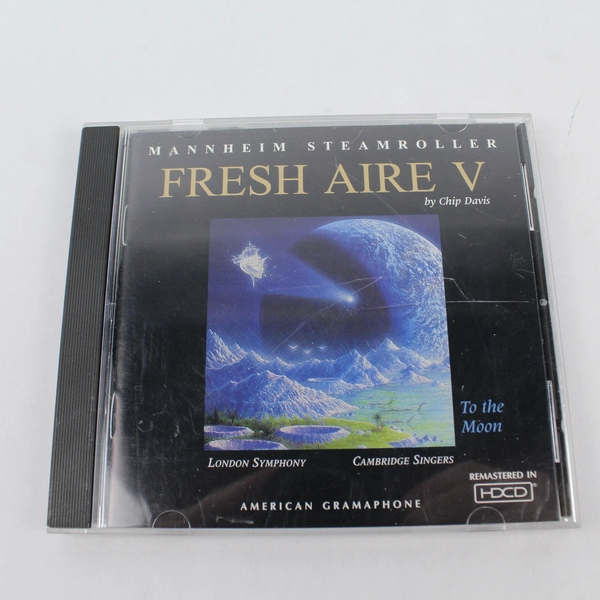 MANNHEIM STEAMROLLER
FRESH AIRE V
by Chip Davis
To the
Moon
LONDON SYMPHONY CAMBRIDGE SINGERS
REMASTERED IN
HDCD®
AMERICAN GRAMAPHONE